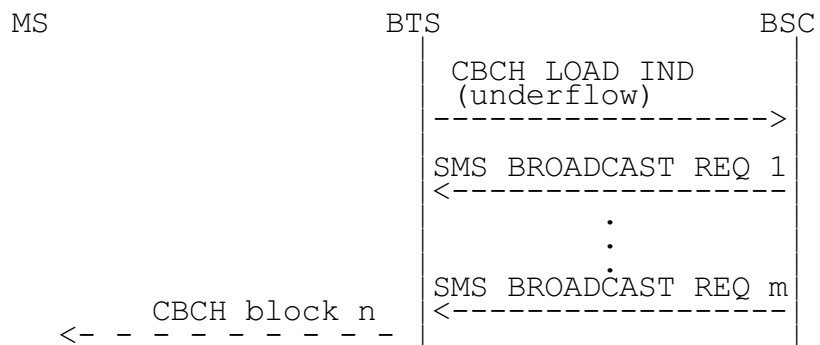 MS BTS BSC
CBCH LOAD IND
(underflow)
SMS BROADCAST REQ 1
.
.
.
SMS BROADCAST REQ m
CBCH block n